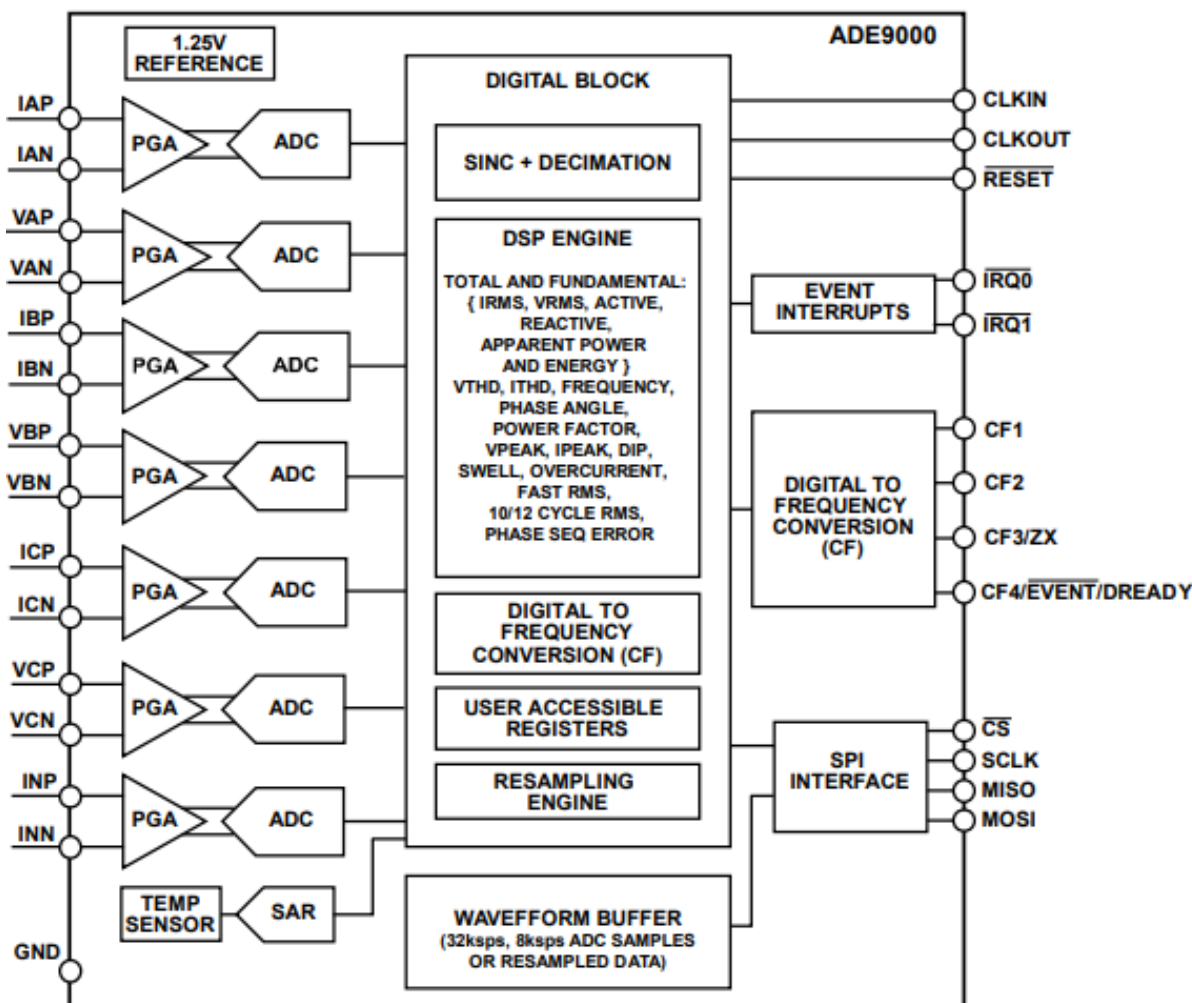 ADE9000
1.25V
REFERENCE
IAP
IAN
PGA
ADC
VAP
VAN
PGA
ADC
IBP
IBN
PGA
ADC
VBP
VBN
PGA
ADC
ICP
ICN
PGA
ADC
VCP
VCN
PGA
ADC
INP
INN
PGA
ADC
TEMP
SENSOR
SAR
GND
DIGITAL BLOCK
SINC + DECIMATION
DSP ENGINE
TOTAL AND FUNDAMENTAL:
{ IRMS, VRMS, ACTIVE,
REACTIVE,
APPARENT POWER
AND ENERGY }
VTHD, ITHD, FREQUENCY,
PHASE ANGLE,
POWER FACTOR,
VPEAK, IPEAK, DIP,
SWELL, OVERCURRENT,
FAST RMS,
10/12 CYCLE RMS,
PHASE SEQ ERROR
DIGITAL TO
FREQUENCY
CONVERSION (CF)
USER ACCESSIBLE
REGISTERS
RESAMPLING
ENGINE
WAVEFFORM BUFFER
(32ksps, 8ksps ADC SAMPLES
OR RESAMPLED DATA)
CLKIN
CLKOUT
RESET
EVENT
INTERRUPTS
IRQ0
IRQ1
DIGITAL TO
FREQUENCY
CONVERSION
(CF)
CF1
CF2
CF3/ZX
CF4/EVENT/DREADY
SPI
INTERFACE
CS
SCLK
MISO
MOSI